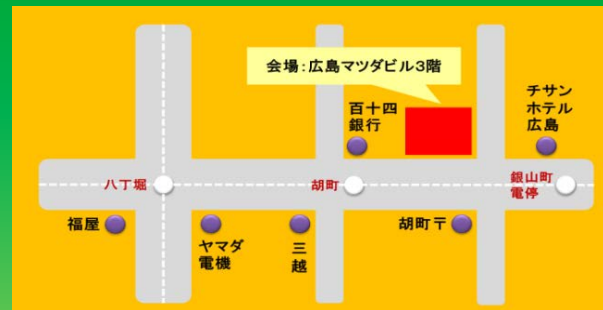 会場:広島マツダビル3階
百十四
銀行
チサン
ホテル
広島
八丁堀
胡町
銀山町
電停
福屋
ヤマダ
電機
三
越
胡町〒